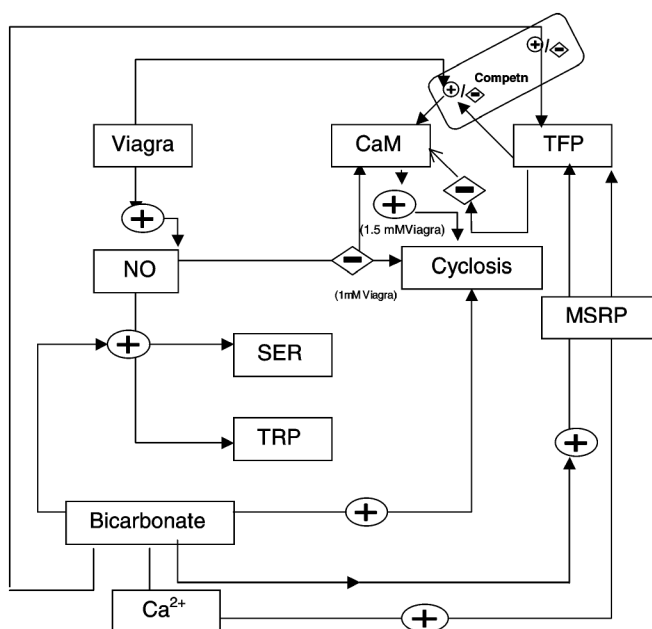 +/-
Competn
+/-
Viagra
CaM
TFP
-
+
+
(1.5 mMViagra)
NO
-
Cyclosis
(1mM Viagra)
MSRP
+
SER
TRP
+
Bicarbonate
+
Ca²⁺
+